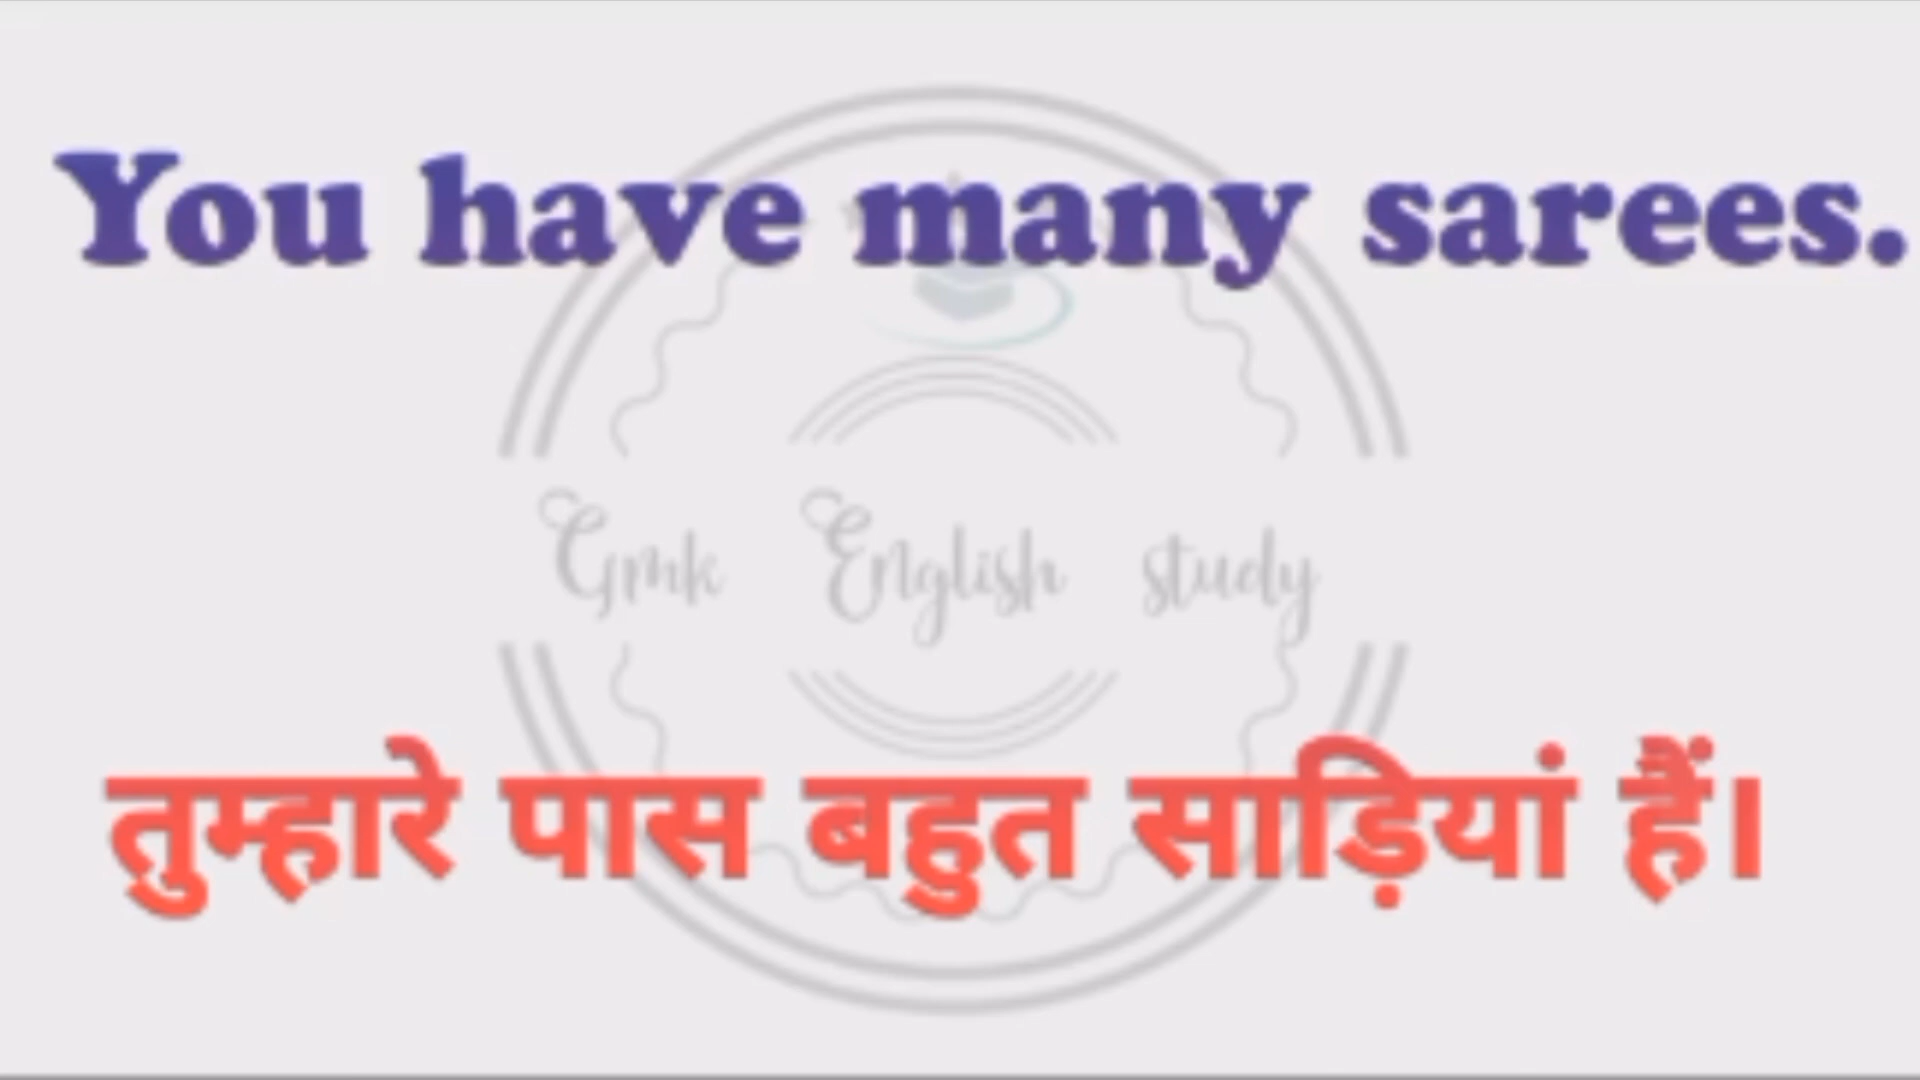 You have many sarees.
Gmk English study
तुम्हारे पास बहुत साड़ियां हैं।